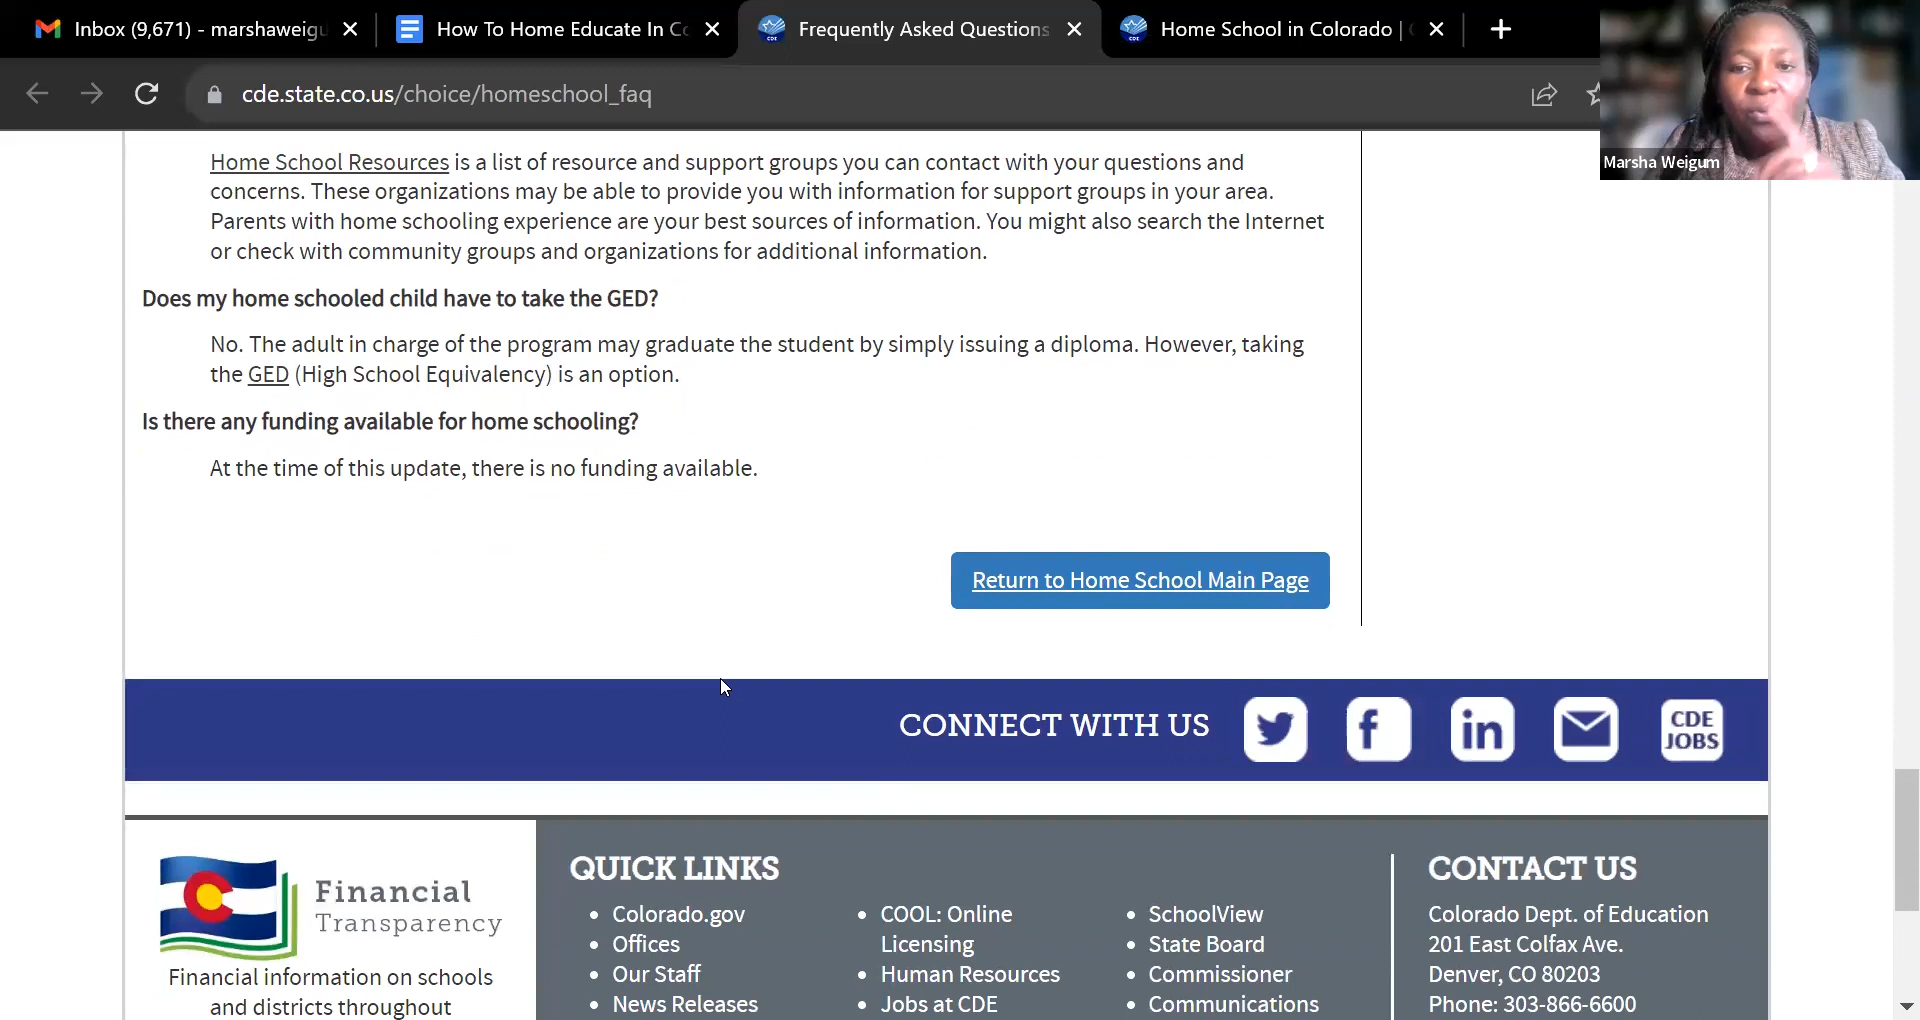 Inbox (9,671) - marshaweigu
How To Home Educate In Co
Frequently Asked Questions
Home School in Colorado |
cde.state.co.us/choice/homeschool_faq
Marsha Weigum
Home School Resources is a list of resource and support groups you can contact with your questions and
concerns. These organizations may be able to provide you with information for support groups in your area.
Parents with home schooling experience are your best sources of information. You might also search the Internet
or check with community groups and organizations for additional information.
Does my home schooled child have to take the GED?
No. The adult in charge of the program may graduate the student by simply issuing a diploma. However, taking
the GED (High School Equivalency) is an option.
Is there any funding available for home schooling?
At the time of this update, there is no funding available.
Return to Home School Main Page
CONNECT WITH US
CDE
JOBS
Financial
Transparency
Financial information on schools
and districts throughout
QUICK LINKS
Colorado.gov
Offices
Our Staff
News Releases
COOL: Online
Licensing
Human Resources
Jobs at CDE
SchoolView
State Board
Commissioner
Communications
CONTACT US
Colorado Dept. of Education
201 East Colfax Ave.
Denver, CO 80203
Phone: 303-866-6600